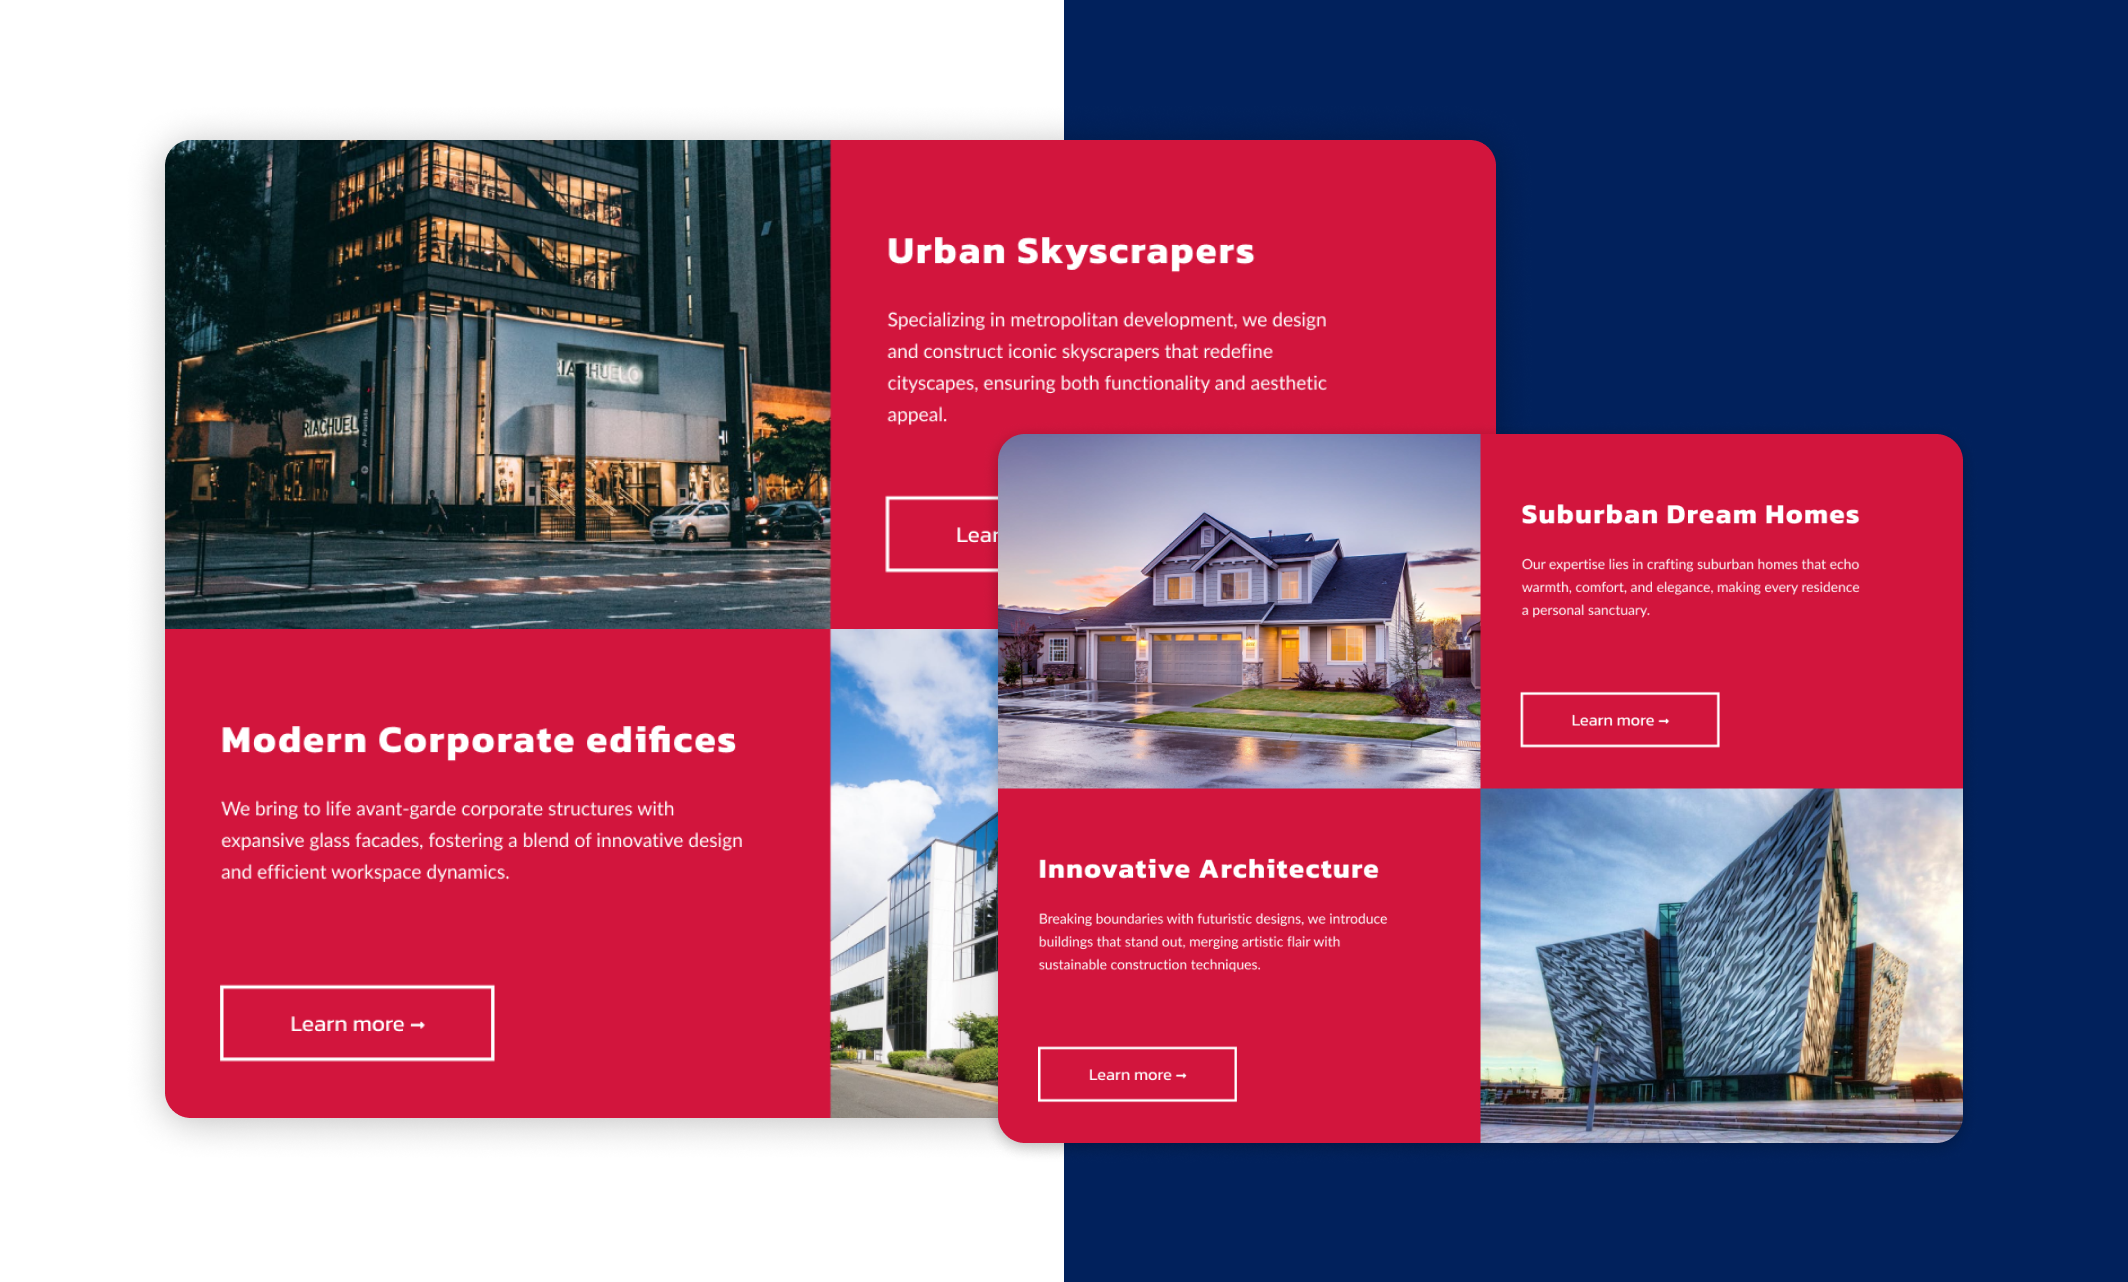 RIACHUELO
RIACHUEL
Urban Skyscrapers
Specializing in metropolitan development, we design
and construct iconic skyscrapers that redefine
cityscapes, ensuring both functionality and aesthetic
appeal.
Lear
Modern Corporate edifices
We bring to life avant-garde corporate structures with
expansive glass facades, fostering a blend of innovative design
and efficient workspace dynamics.
Learn more →
Suburban Dream Homes
Our expertise lies in crafting suburban homes that echo
warmth, comfort, and elegance, making every residence
a personal sanctuary.
Learn more →
Innovative Architecture
Breaking boundaries with futuristic designs, we introduce
buildings that stand out, merging artistic flair with
sustainable construction techniques.
Learn more →